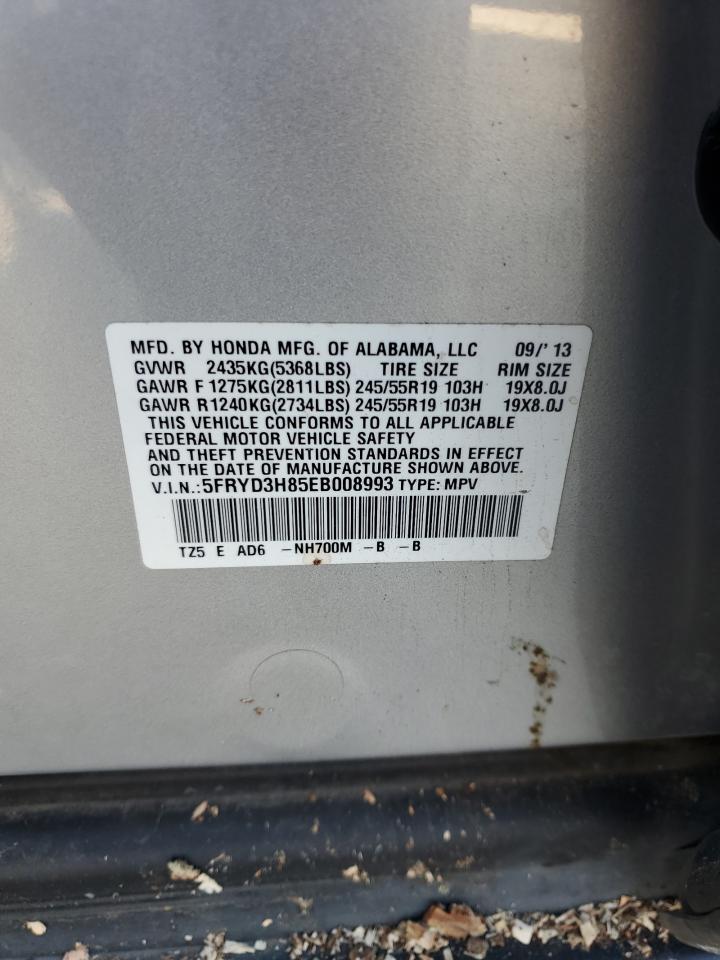 MFD. BY HONDA MFG. OF ALABAMA, LLC 09/'13
GVWR 2435KG(5368LBS) TIRE SIZE RIM SIZE
GAWR F 1275KG(2811LBS) 245/55R19 103H 19X8.0J
GAWR R1240KG(2734LBS) 245/55R19 103H 19X8.0J
THIS VEHICLE CONFORMS TO ALL APPLICABLE
FEDERAL MOTOR VEHICLE SAFETY
AND THEFT PREVENTION STANDARDS IN EFFECT
ON THE DATE OF MANUFACTURE SHOWN ABOVE.
V.I.N.:5FRYD3H85EB008993 TYPE: MPV
TZ5 E AD6 -NH700M -B -B